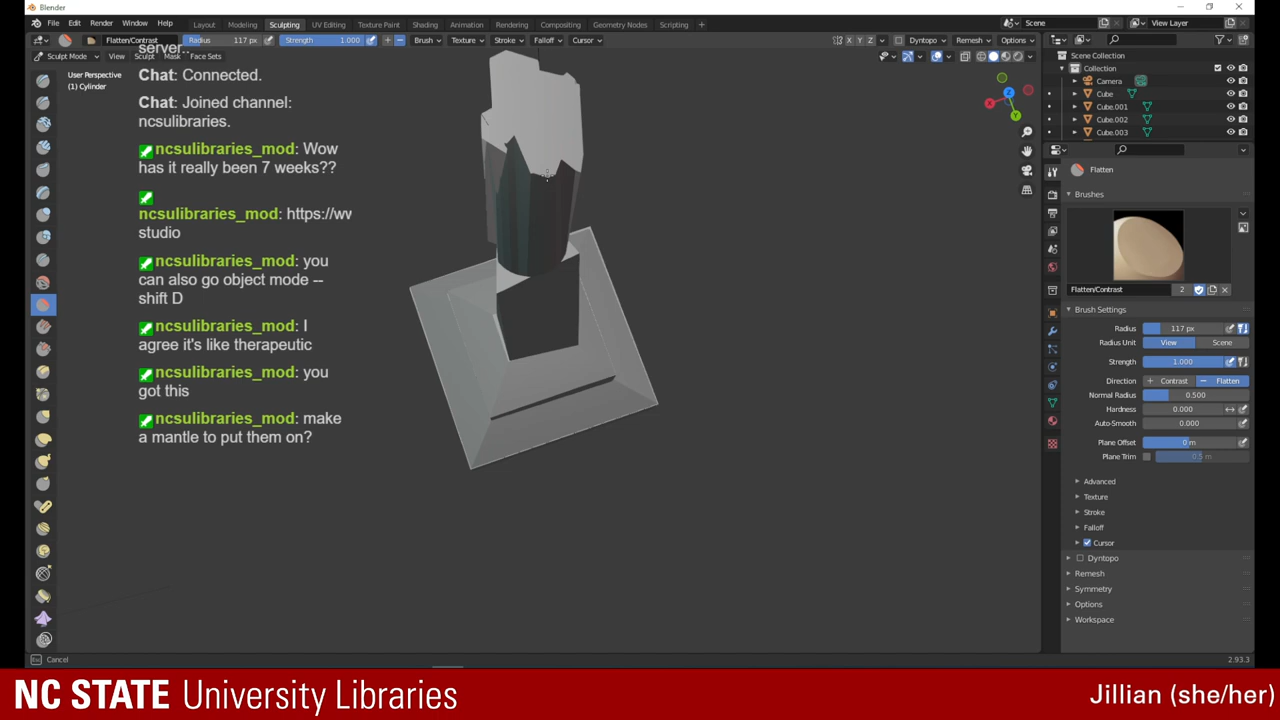 Blender
File Edit Render Window Help Layout Modeling Sculpting UV Editing Texture Paint Shading Animation Rendering Compositing Geometry Nodes Scripting + Scene View Layer
Flatten/Contrast Radius 117 px Strength 1.000 + − Brush Texture Stroke Falloff Cursor X Y Z Dyntopo Remesh Options
server..
Sculpt Mode View Sculpt Mask Face Sets
User Perspective
(1) Cylinder
Chat: Connected.
Chat: Joined channel:
ncsulibraries.
ncsulibraries_mod: Wow
has it really been 7 weeks??
ncsulibraries_mod: https://ww
studio
ncsulibraries_mod: you
can also go object mode --
shift D
ncsulibraries_mod: I
agree it's like therapeutic
ncsulibraries_mod: you
got this
ncsulibraries_mod: make
a mantle to put them on?
X Y Z
Scene Collection
Collection
Camera
Cube
Cube.001
Cube.002
Cube.003
Flatten
Brushes
Flatten/Contrast 2
Brush Settings
Radius 117 px
Radius Unit View Scene
Strength 1.000
Direction + Contrast − Flatten
Normal Radius 0.500
Hardness 0.000
Auto-Smooth 0.000
Plane Offset 0 m
Plane Trim 0.5 m
Advanced
Texture
Stroke
Falloff
Cursor
Dyntopo
Remesh
Symmetry
Options
Workspace
Esc Cancel 2.93.3
NC STATE University Libraries Jillian (she/her)